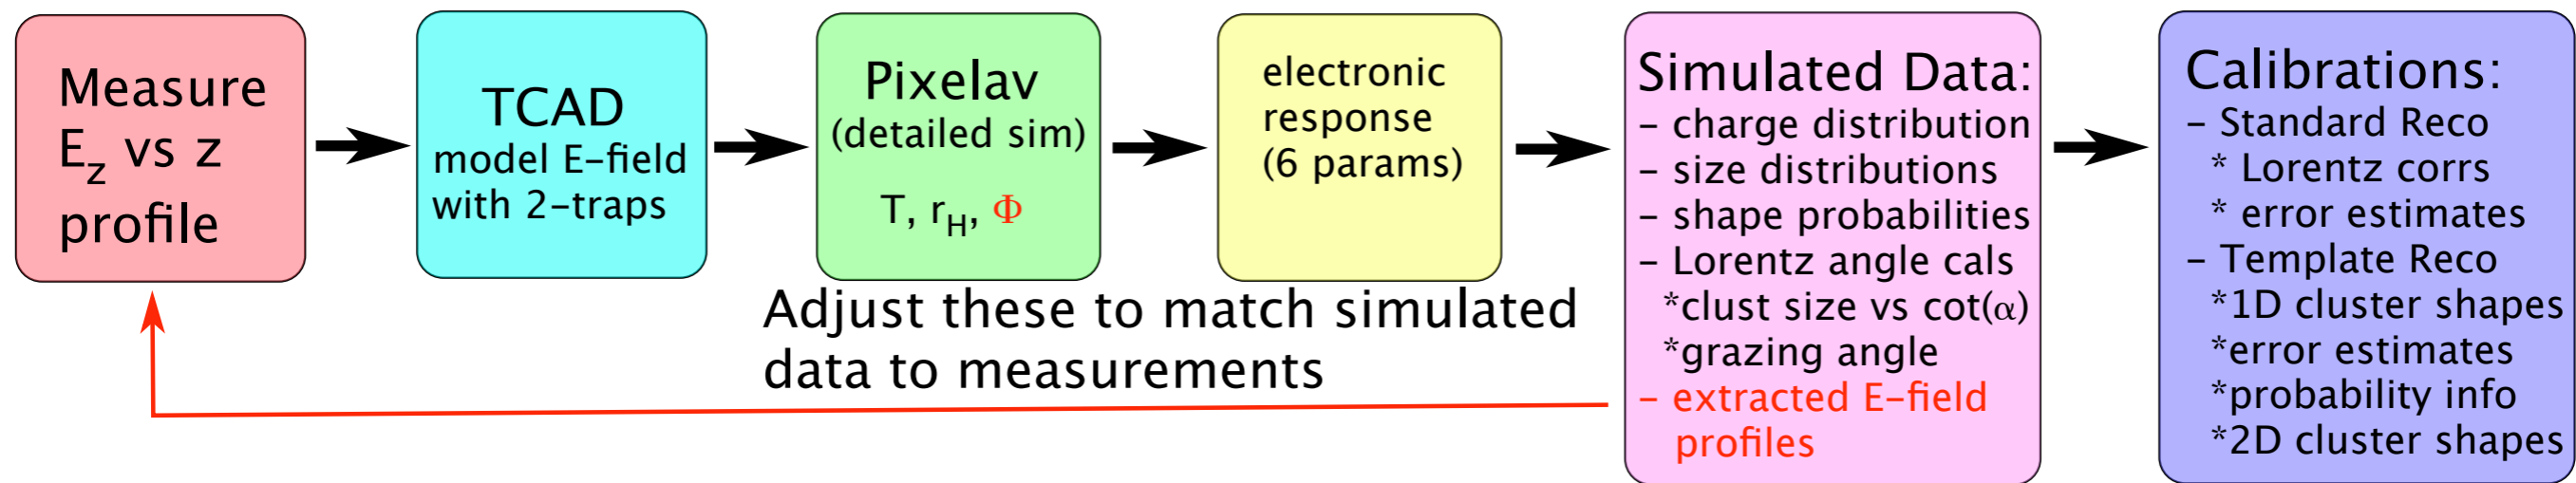 Measure
E_z vs z
profile
TCAD
model E-field
with 2-traps
Pixelav
(detailed sim)
T, r_H, Φ
electronic
response
(6 params)
Adjust these to match simulated
data to measurements
Simulated Data:
- charge distribution
- size distributions
- shape probabilities
- Lorentz angle cals
*clust size vs cot(α)
*grazing angle
- extracted E-field
profiles
Calibrations:
- Standard Reco
* Lorentz corrs
* error estimates
- Template Reco
*1D cluster shapes
*error estimates
*probability info
*2D cluster shapes